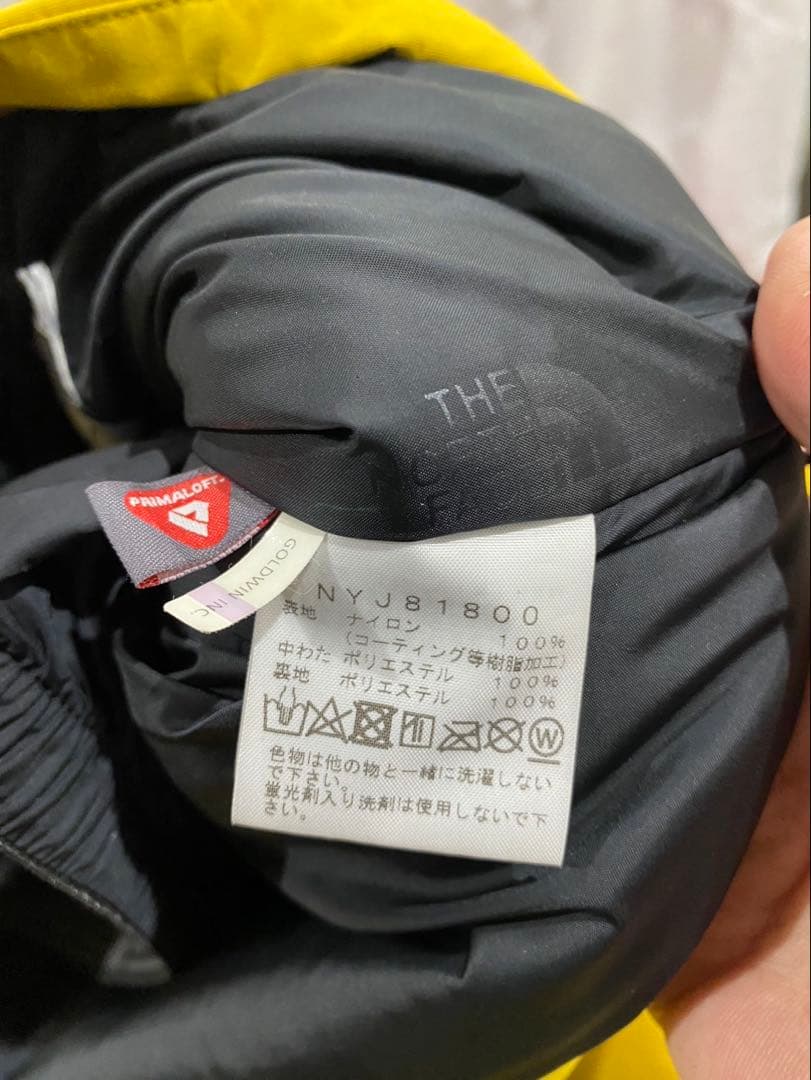 THE
NORTH
FACE
PRIMALOFT
GOLDWIN INC.
NYJ81800
表地 ナイロン 100%
(コーティング等樹脂加工)
中わた ポリエステル 100%
裏地 ポリエステル 100%
W
色物は他の物と一緒に洗濯しない
で下さい。
蛍光剤入り洗剤は使用しないで下
さい。